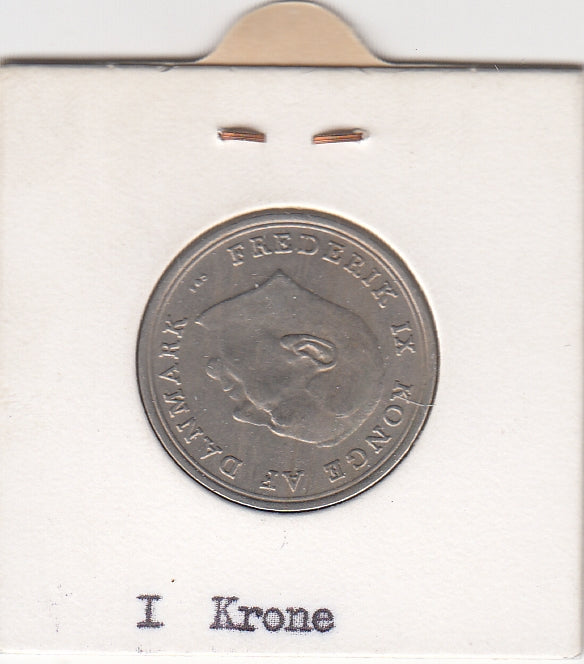 FREDERIK IX KONGE AF DANMARK
I Krone